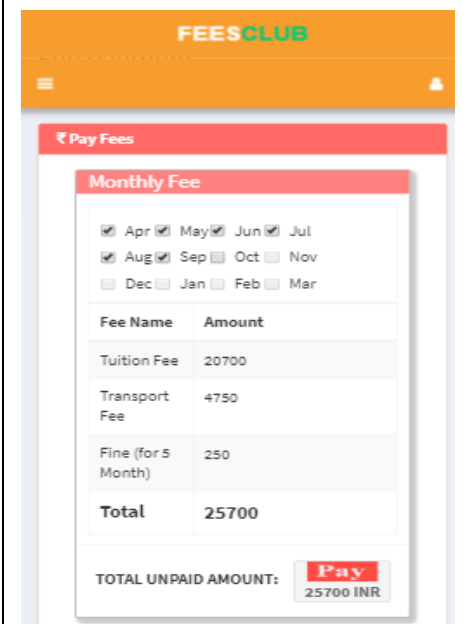 FEESCLUB
₹ Pay Fees
Monthly Fee
Apr May Jun Jul
Aug Sep Oct Nov
Dec Jan Feb Mar
Fee Name Amount
Tuition Fee 20700
Transport
Fee 4750
Fine (for 5
Month) 250
Total 25700
TOTAL UNPAID AMOUNT: Pay
25700 INR